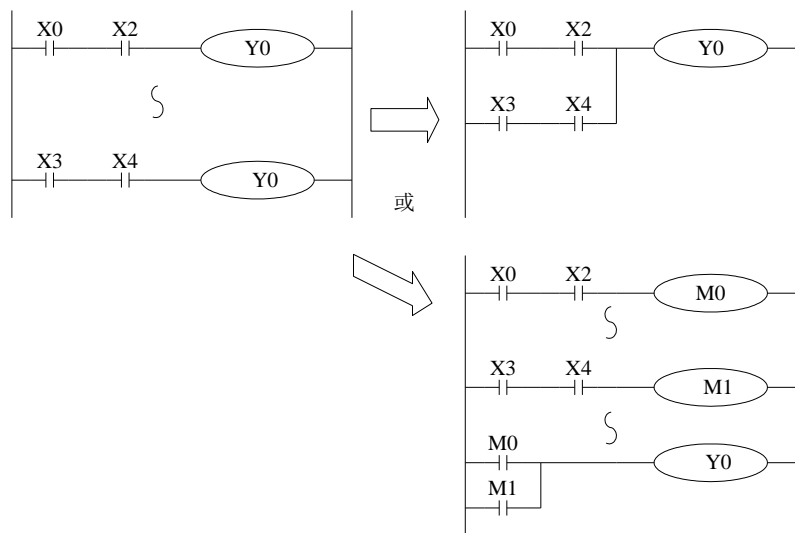 X0 X2 Y0
X3 X4 Y0
或
X0 X2 Y0
X3 X4
X0 X2 M0
X3 X4 M1
M0 Y0
M1